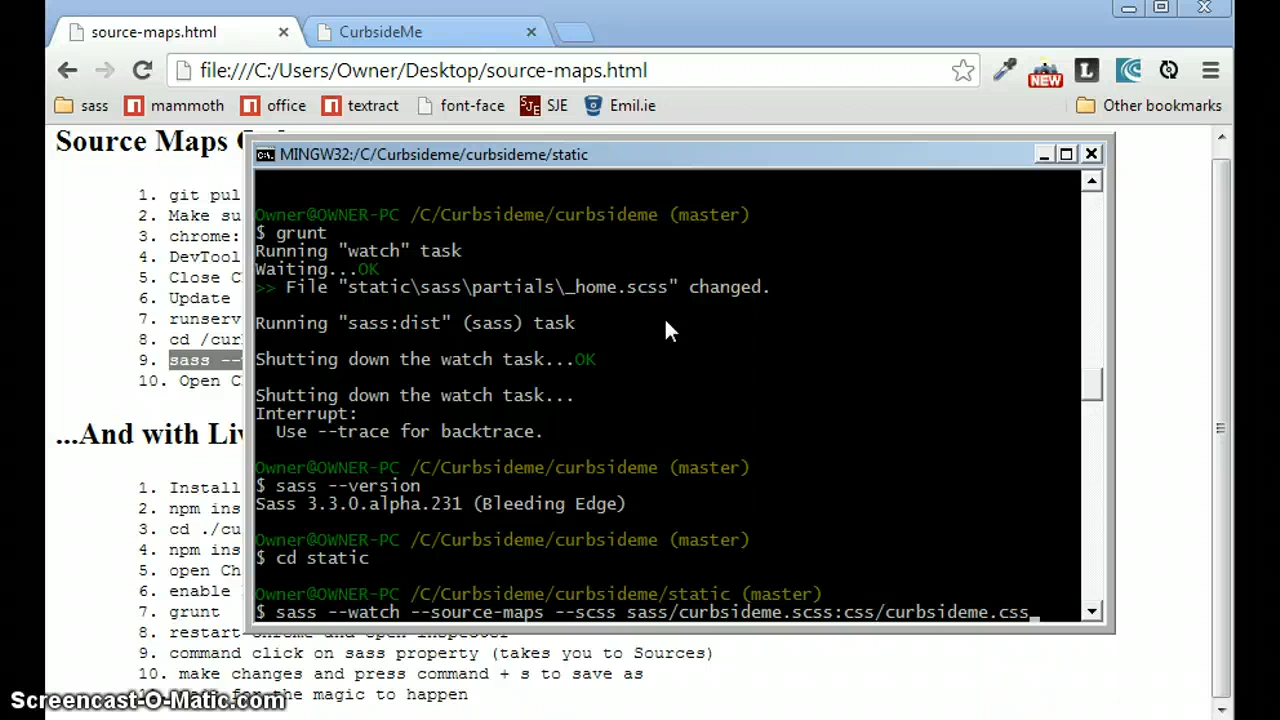 source-maps.html
CurbsideMe
file:///C:/Users/Owner/Desktop/source-maps.html
NEW
L
sass mammoth office textract font-face SJE SJE Emil.ie Other bookmarks
Source Maps
1. git pul
2. Make su
3. chrome:
4. DevTool
5. Close C
6. Update
7. runserv
8. cd /cur
9. sass --
10. Open C
...And with Liv
1. Install
2. npm ins
3. cd ./cu
4. npm ins
5. open Ch
6. enable
7. grunt
8. restart chrome and open inspector
9. command click on sass property (takes you to Sources)
10. make changes and press command + s to save as
for the magic to happen
MINGW32:/C/Curbsideme/curbsideme/static
Owner@OWNER-PC /C/Curbsideme/curbsideme (master)
$ grunt
Running "watch" task
Waiting...OK
>> File "static\sass\partials\_home.scss" changed.
Running "sass:dist" (sass) task
Shutting down the watch task...OK
Shutting down the watch task...
Interrupt:
Use --trace for backtrace.
Owner@OWNER-PC /C/Curbsideme/curbsideme (master)
$ sass --version
Sass 3.3.0.alpha.231 (Bleeding Edge)
Owner@OWNER-PC /C/Curbsideme/curbsideme (master)
$ cd static
Owner@OWNER-PC /C/Curbsideme/curbsideme/static (master)
$ sass --watch --source-maps --scss sass/curbsideme.scss:css/curbsideme.css
Screencast-O-Matic.com